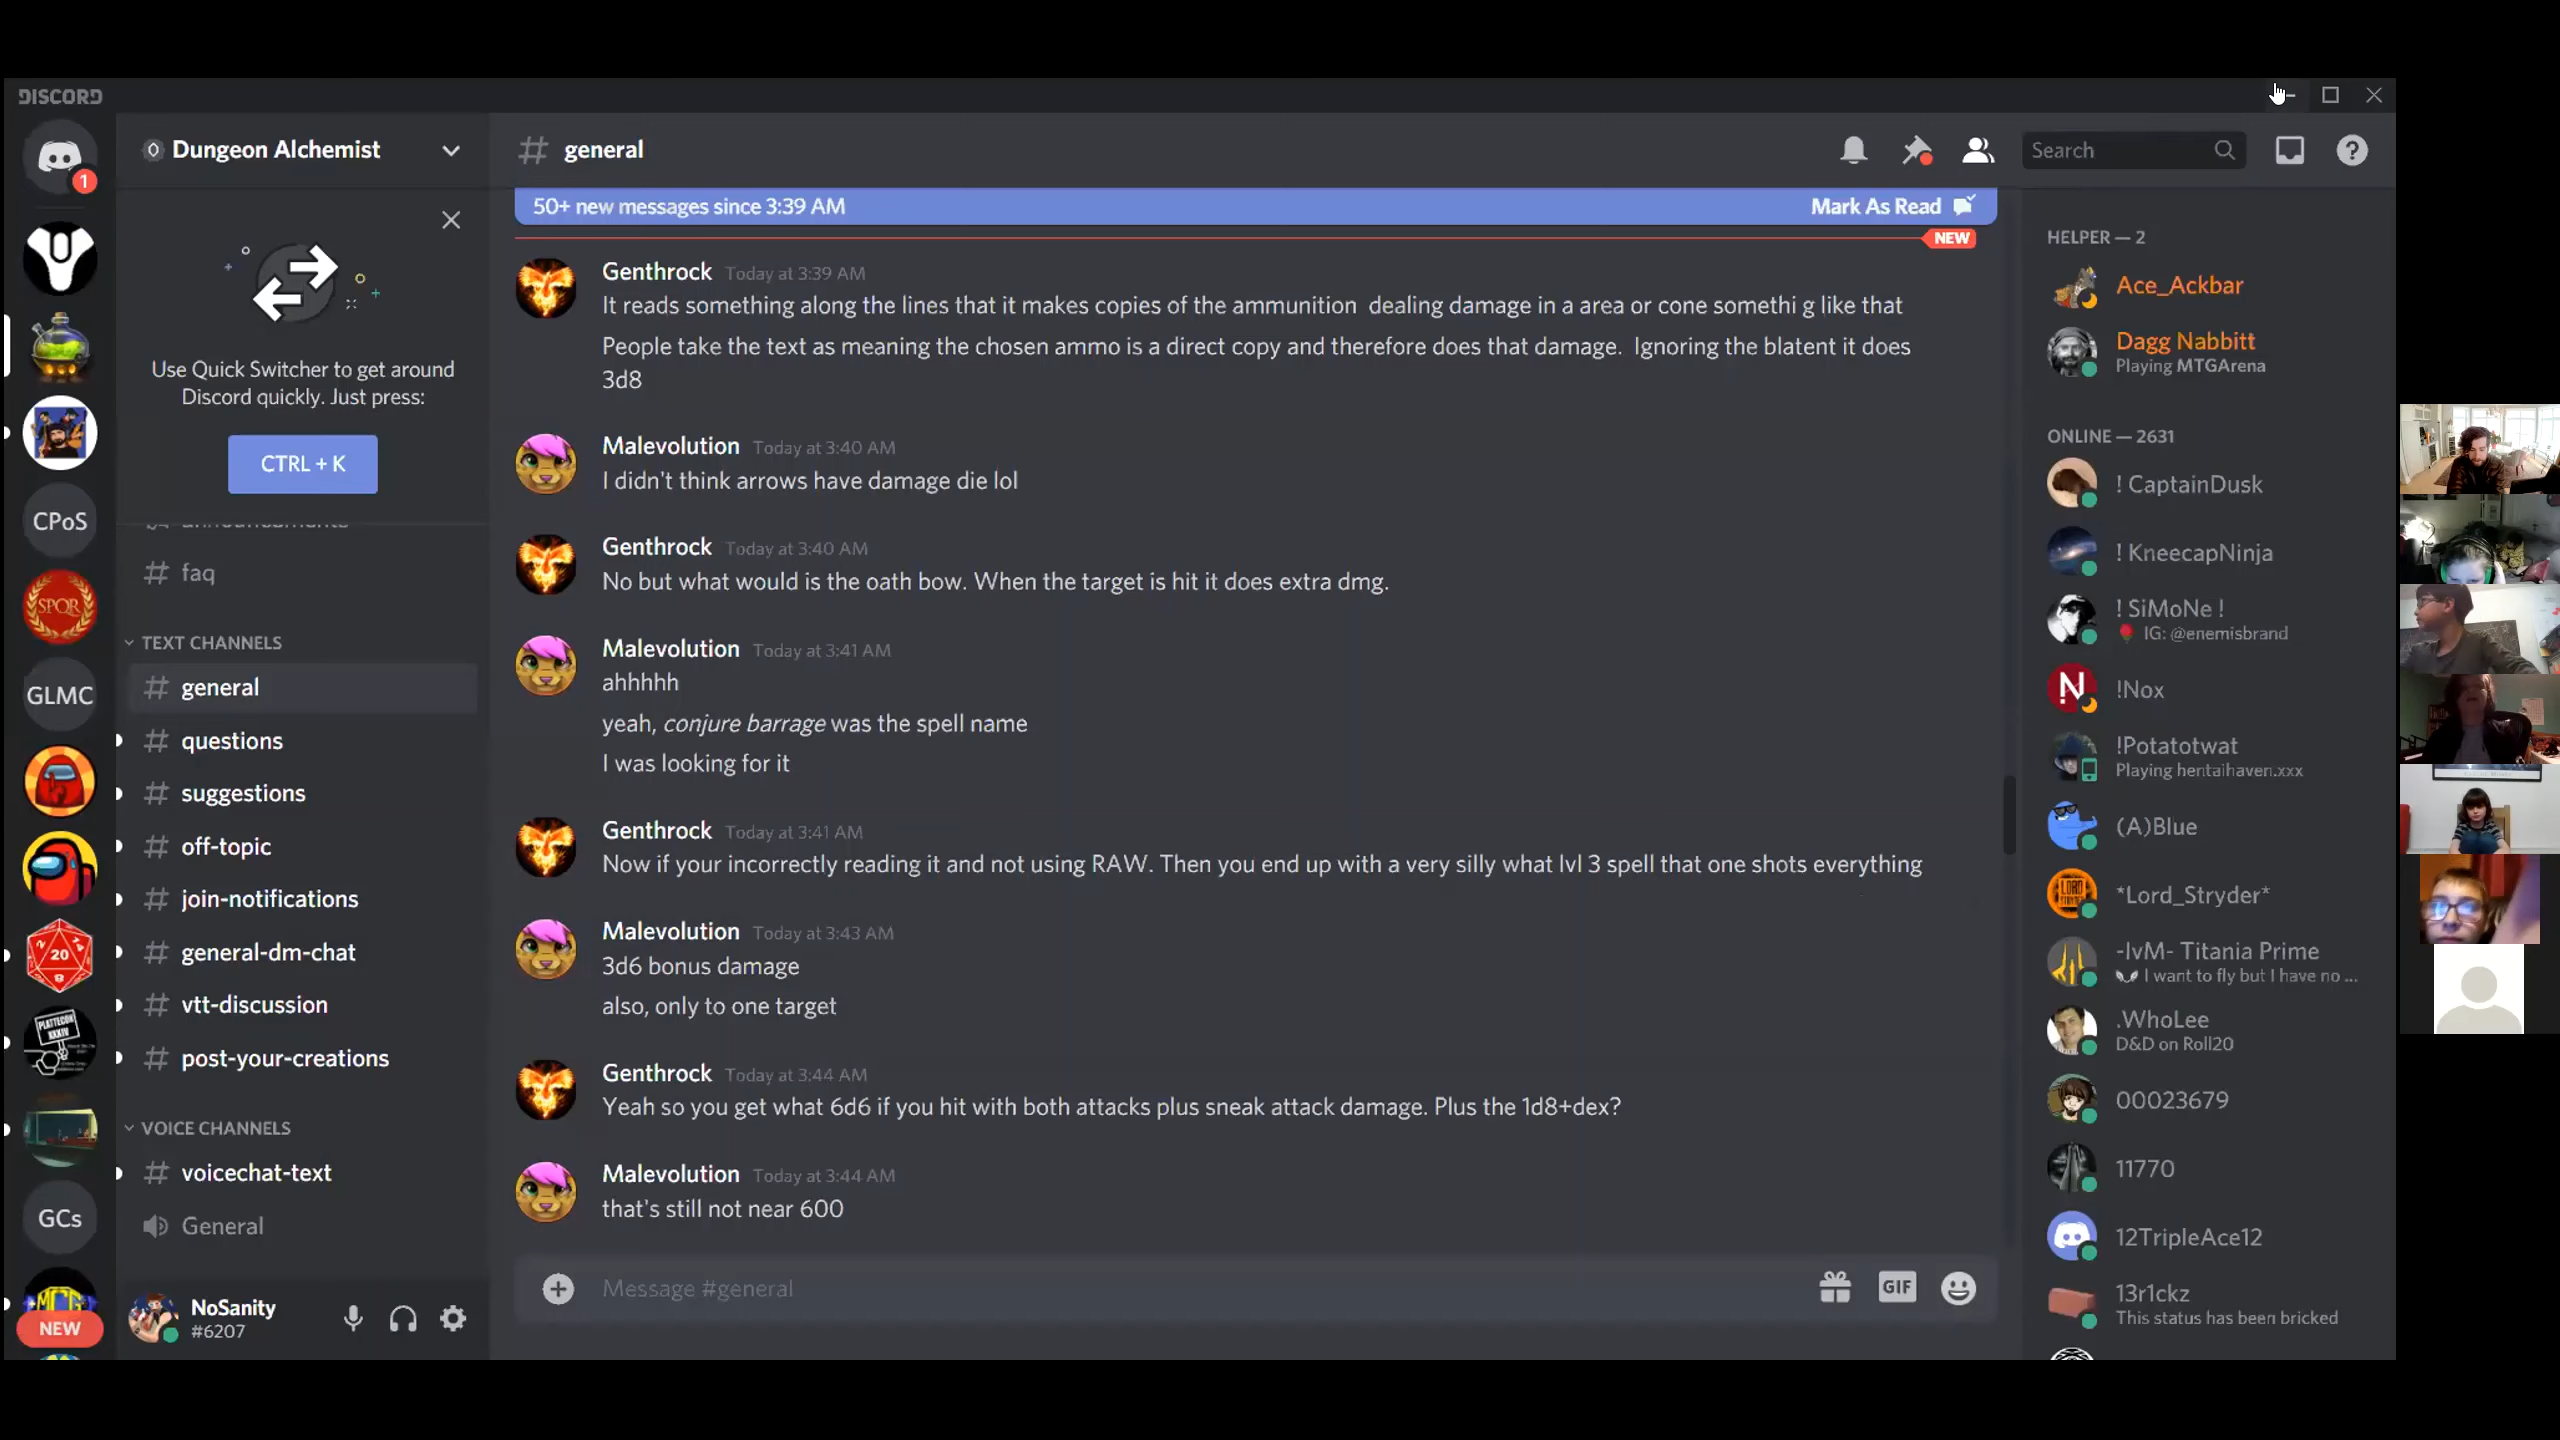 DISCORD
1
Dungeon Alchemist
general
Search
50+ new messages since 3:39 AM
Mark As Read
NEW
Use Quick Switcher to get around
Discord quickly. Just press:
CTRL + K
announcements
faq
TEXT CHANNELS
general
questions
suggestions
off-topic
join-notifications
general-dm-chat
vtt-discussion
post-your-creations
VOICE CHANNELS
voicechat-text
General
NoSanity
#6207
CPoS
SPQR
GLMC
20
PLATTECON
XXXIV
GCs
MCG
NEW
Genthrock Today at 3:39 AM
It reads something along the lines that it makes copies of the ammunition dealing damage in a area or cone somethi g like that
People take the text as meaning the chosen ammo is a direct copy and therefore does that damage. Ignoring the blatent it does
3d8
Malevolution Today at 3:40 AM
I didn't think arrows have damage die lol
Genthrock Today at 3:40 AM
No but what would is the oath bow. When the target is hit it does extra dmg.
Malevolution Today at 3:41 AM
ahhhhh
yeah, conjure barrage was the spell name
I was looking for it
Genthrock Today at 3:41 AM
Now if your incorrectly reading it and not using RAW. Then you end up with a very silly what lvl 3 spell that one shots everything
Malevolution Today at 3:43 AM
3d6 bonus damage
also, only to one target
Genthrock Today at 3:44 AM
Yeah so you get what 6d6 if you hit with both attacks plus sneak attack damage. Plus the 1d8+dex?
Malevolution Today at 3:44 AM
that's still not near 600
Message #general
GIF
HELPER — 2
Ace_Ackbar
Dagg Nabbitt
Playing MTGArena
ONLINE — 2631
! CaptainDusk
! KneecapNinja
! SiMoNe !
IG: @enemisbrand
!Nox
!Potatotwat
Playing hentaihaven.xxx
(A)Blue
*Lord_Stryder*
-IvM- Titania Prime
I want to fly but I have no ...
.WhoLee
D&D on Roll20
00023679
11770
12TripleAce12
13r1ckz
This status has been bricked